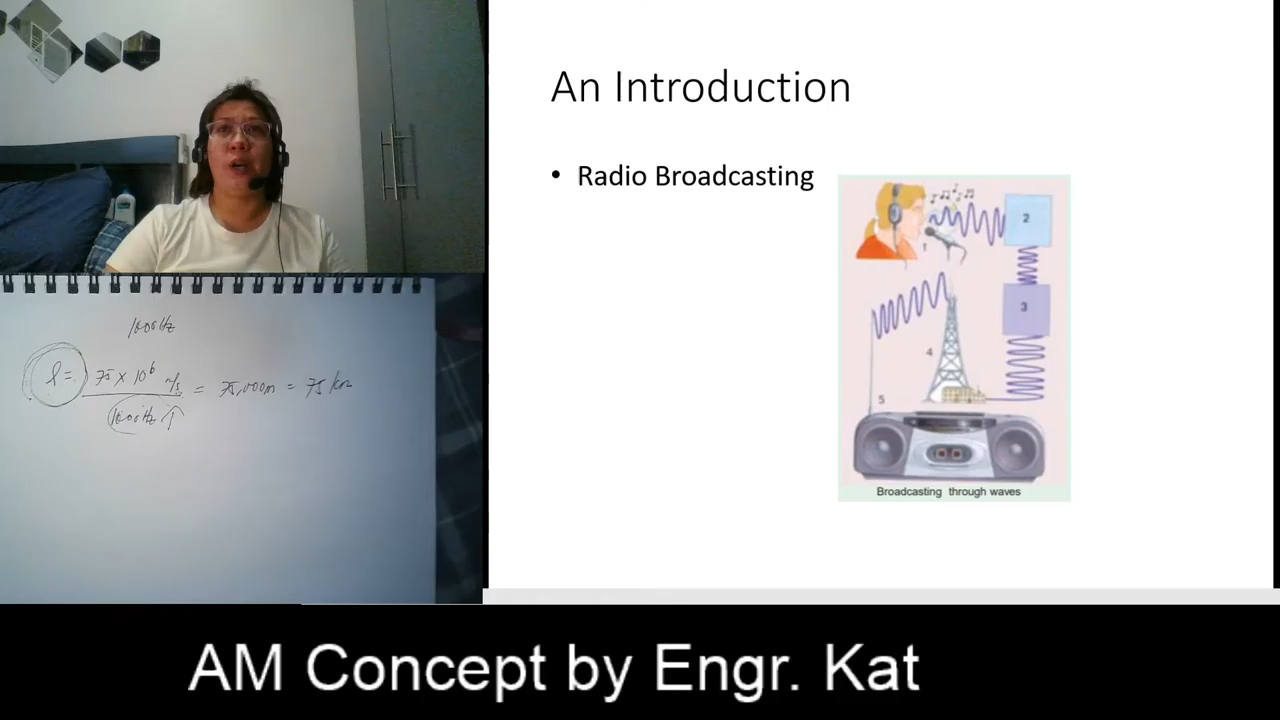 An Introduction
• Radio Broadcasting
1
2
3
4
5
Broadcasting through waves
1000Hz
l = 75 x 10⁶ m/s = 75,000m = 75 km
1000Hz ↑
AM Concept by Engr. Kat